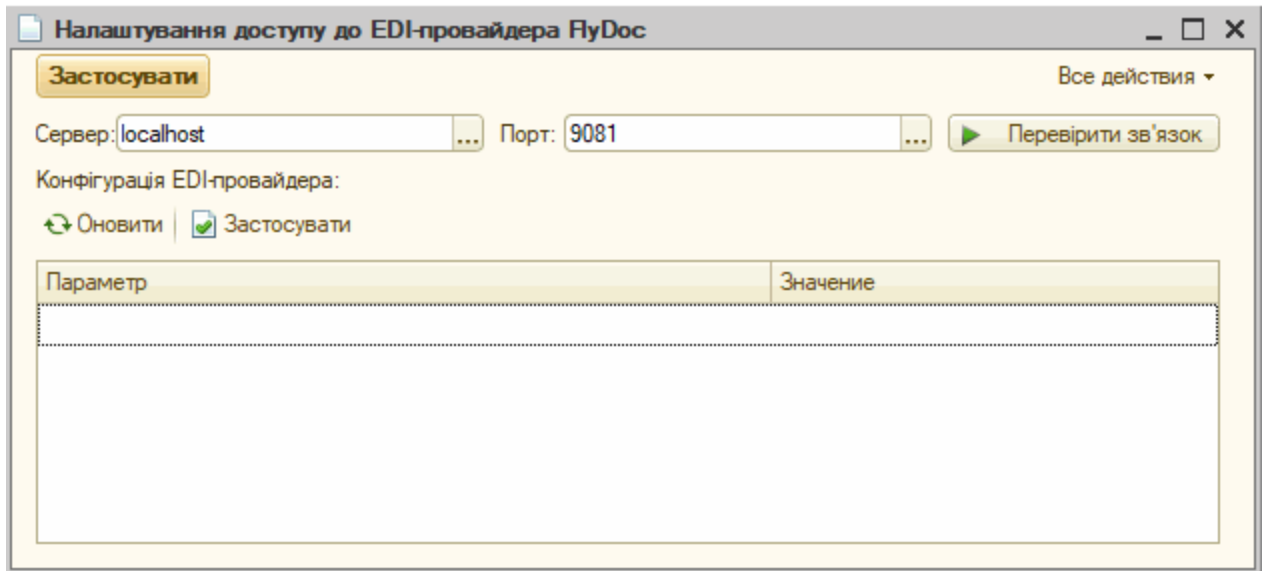 Налаштування доступу до EDI-провайдера FlyDoc
Застосувати Все действия
Сервер: localhost ... Порт: 9081 ... Перевірити зв'язок
Конфігурація EDI-провайдера:
Оновити Застосувати
Параметр Значение